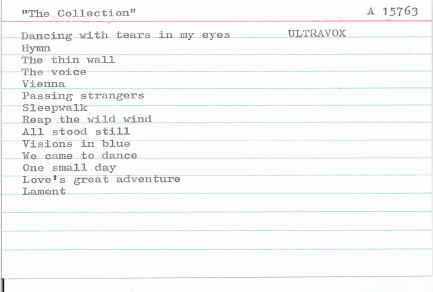 "The Collection" A 15763
Dancing with tears in my eyes ULTRAVOX
Hymn
The thin wall
The voice
Vienna
Passing strangers
Sleepwalk
Reap the wild wind
All stood still
Visions in blue
We came to dance
One small day
Love's great adventure
Lament